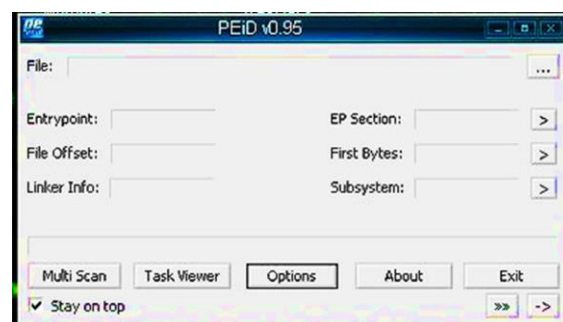 PEiD v0.95
File: ...
Entrypoint: EP Section: >
File Offset: First Bytes: >
Linker Info: Subsystem: >
Multi Scan Task Viewer Options About Exit
Stay on top »» ->